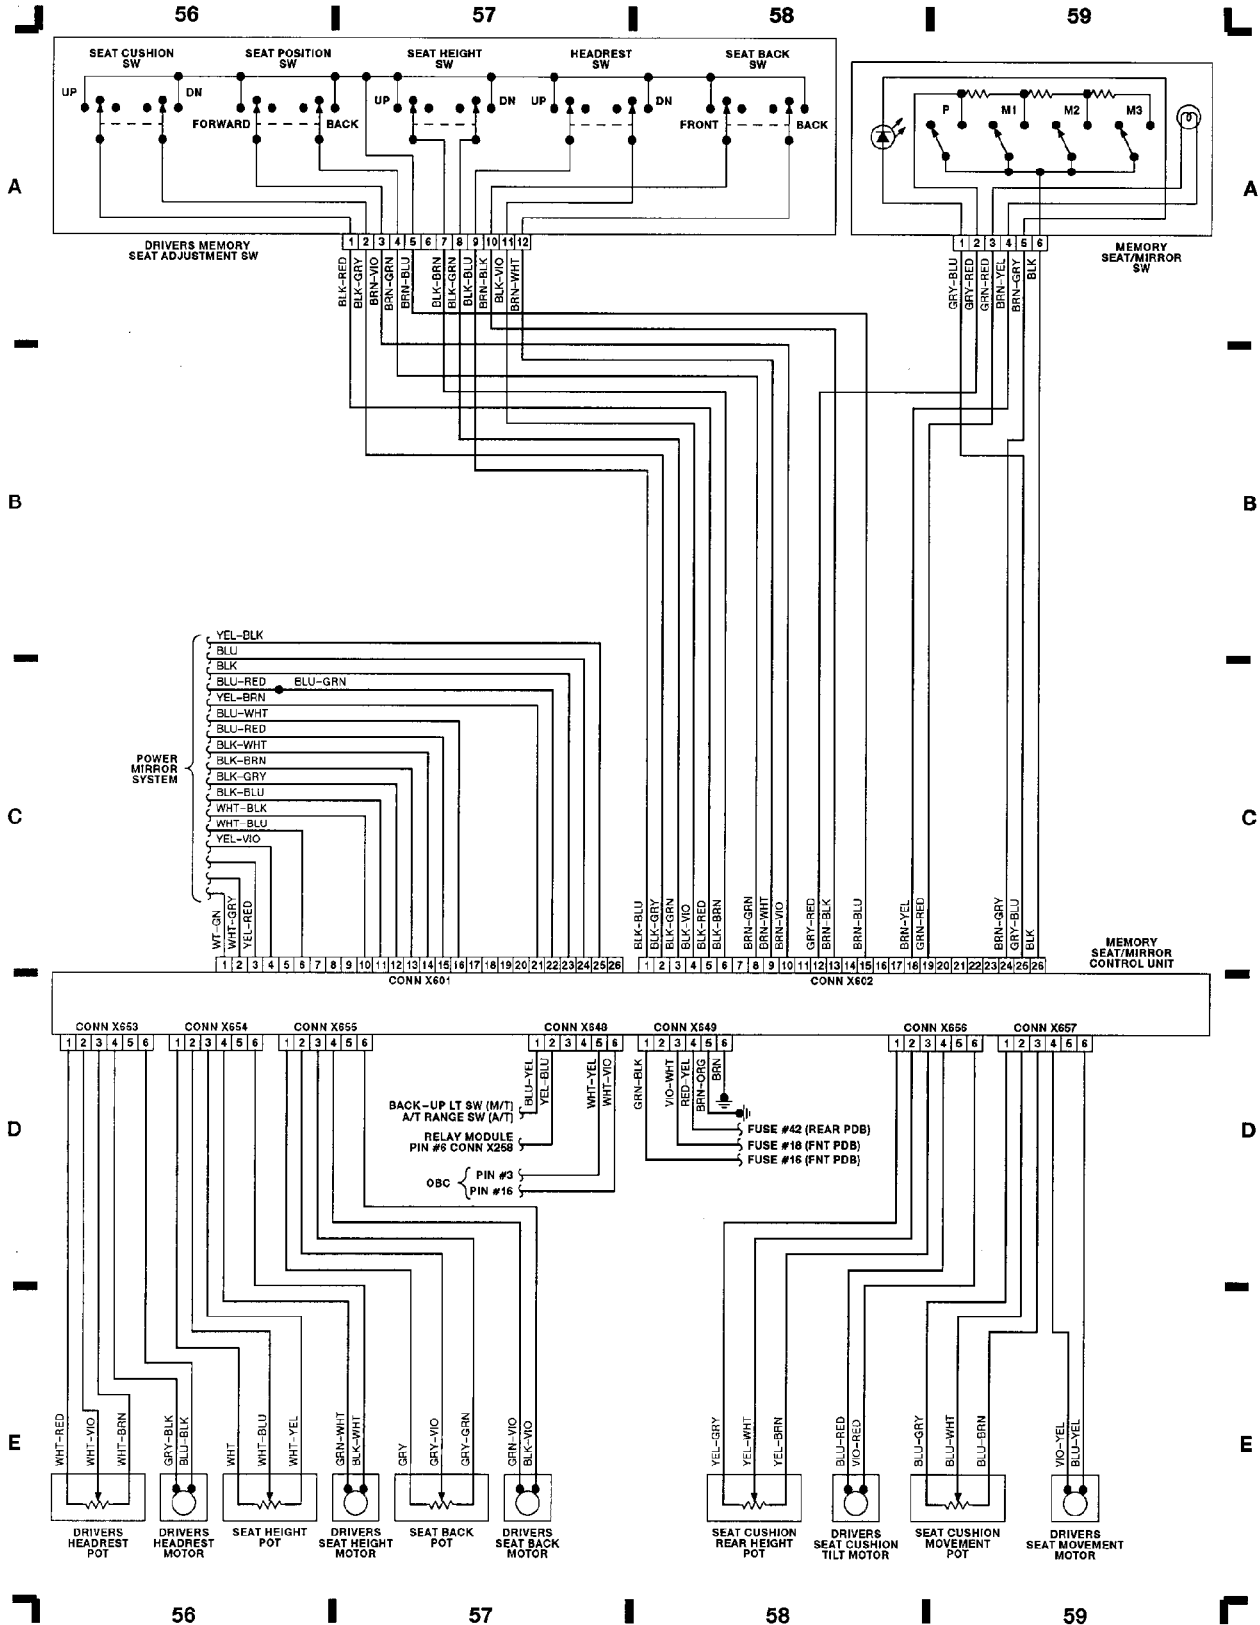 56 57 58 59
SEAT CUSHION SW
SEAT POSITION SW
SEAT HEIGHT SW
HEADREST SW
SEAT BACK SW
UP DN
FORWARD BACK
UP DN
UP DN
FRONT BACK
P M1 M2 M3
A A
DRIVERS MEMORY
SEAT ADJUSTMENT SW
1 2 3 4 5 6 7 8 9 10 11 12
1 2 3 4 5 6
MEMORY
SEAT/MIRROR
SW
BLK-RED
BLK-GRY
BRN-VIO
BRN-GRN
BRN-BLU
BLK-BRN
BLK-GRN
BLK-BLU
BRN-BLK
BLK-VIO
BRN-WHT
GRY-BLU
GRY-RED
GRN-RED
BRN-YEL
BRN-GRY
BLK
B B
YEL-BLK
BLU
BLK
BLU-RED BLU-GRN
YEL-BRN
BLU-WHT
BLU-RED
BLK-WHT
BLK-BRN
BLK-GRY
BLK-BLU
WHT-BLK
WHT-BLU
YEL-VIO
POWER
MIRROR
SYSTEM
C C
WT-GN
WHT-GRY
YEL-RED
BLK-BLU
BLK-GRY
BLK-GRN
BLK-VIO
BLK-RED
BLK-BRN
BRN-GRN
BRN-WHT
BRN-VIO
GRY-RED
BRN-BLK
BRN-BLU
BRN-YEL
GRN-RED
BRN-GRY
GRY-BLU
BLK
MEMORY
SEAT/MIRROR
CONTROL UNIT
1 2 3 4 5 6 7 8 9 10 11 12 13 14 15 16 17 18 19 20 21 22 23 24 25 26
1 2 3 4 5 6 7 8 9 10 11 12 13 14 15 16 17 18 19 20 21 22 23 24 25 26
CONN X601 CONN X602
CONN X653 CONN X654 CONN X655 CONN X648 CONN X649 CONN X656 CONN X657
1 2 3 4 5 6
1 2 3 4 5 6
1 2 3 4 5 6
1 2 3 4 5 6
1 2 3 4 5 6
1 2 3 4 5 6
1 2 3 4 5 6
BLU-YEL
YEL-BLU
WHT-YEL
WHT-VIO
GRN-BLK
VIO-WHT
RED-YEL
BRN-ORG
BRN
BACK-UP LT SW (M/T)
A/T RANGE SW (A/T)
RELAY MODULE
PIN #6 CONN X258
OBC
PIN #3
PIN #16
FUSE #42 (REAR PDB)
FUSE #18 (FNT PDB)
FUSE #16 (FNT PDB)
D D
E E
WHT-RED
WHT-VIO
WHT-BRN
GRY-BLK
BLU-BLK
WHT
WHT-BLU
WHT-YEL
GRN-WHT
BLK-WHT
GRY
GRY-VIO
GRY-GRN
GRN-VIO
BLK-VIO
YEL-GRY
YEL-WHT
YEL-BRN
BLU-RED
VIO-RED
BLU-GRY
BLU-WHT
BLU-BRN
VIO-YEL
BLU-YEL
DRIVERS
HEADREST
POT
DRIVERS
HEADREST
MOTOR
SEAT HEIGHT
POT
DRIVERS
SEAT HEIGHT
MOTOR
SEAT BACK
POT
DRIVERS
SEAT BACK
MOTOR
SEAT CUSHION
REAR HEIGHT
POT
DRIVERS
SEAT CUSHION
TILT MOTOR
SEAT CUSHION
MOVEMENT
POT
DRIVERS
SEAT MOVEMENT
MOTOR
56 57 58 59